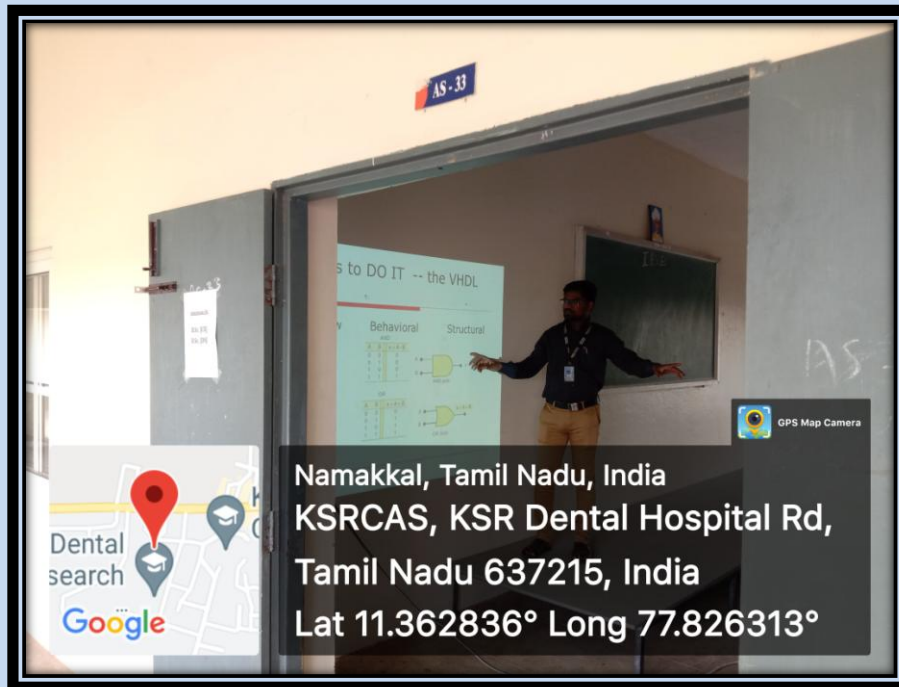 AS - 33
s to DO IT -- the VHDL
Behavioral Structural
AS-
GPS Map Camera
Namakkal, Tamil Nadu, India
KSRCAS, KSR Dental Hospital Rd,
Tamil Nadu 637215, India
Lat 11.362836° Long 77.826313°
Dental
search
Google